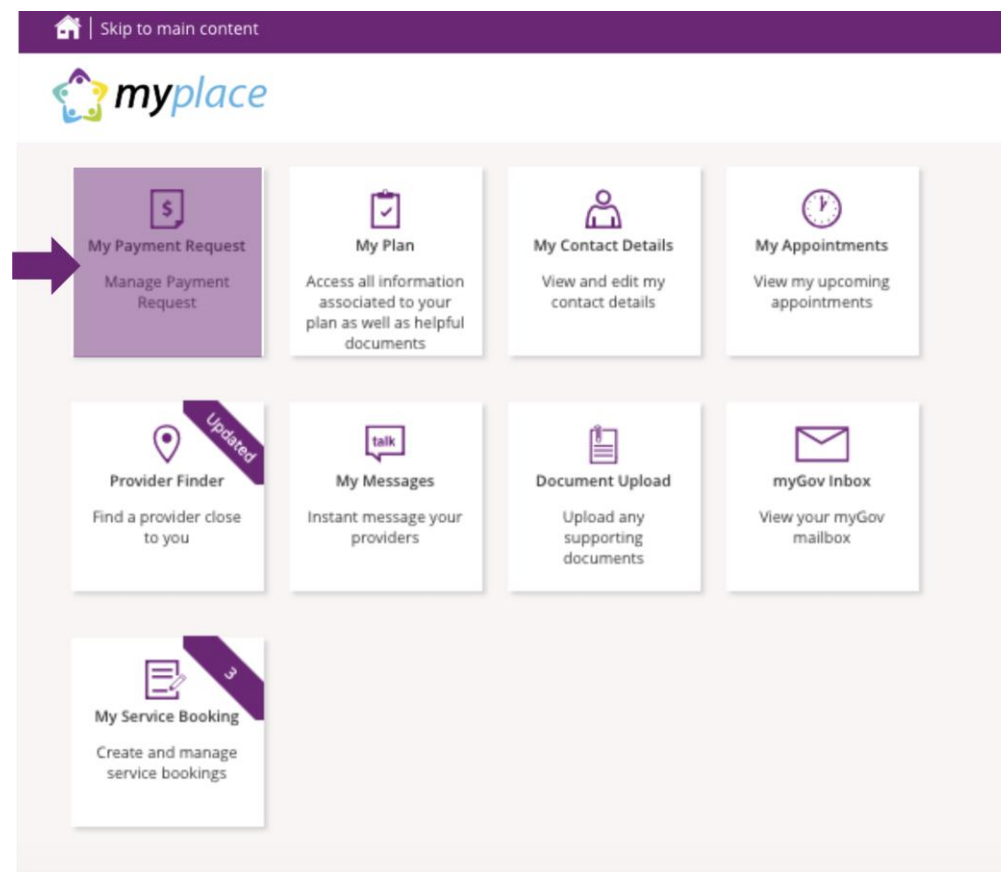 Skip to main content
myplace
$
My Payment Request
Manage Payment
Request
My Plan
Access all information
associated to your
plan as well as helpful
documents
My Contact Details
View and edit my
contact details
My Appointments
View my upcoming
appointments
Updated
Provider Finder
Find a provider close
to you
talk
My Messages
Instant message your
providers
Document Upload
Upload any
supporting
documents
myGov Inbox
View your myGov
mailbox
3
My Service Booking
Create and manage
service bookings